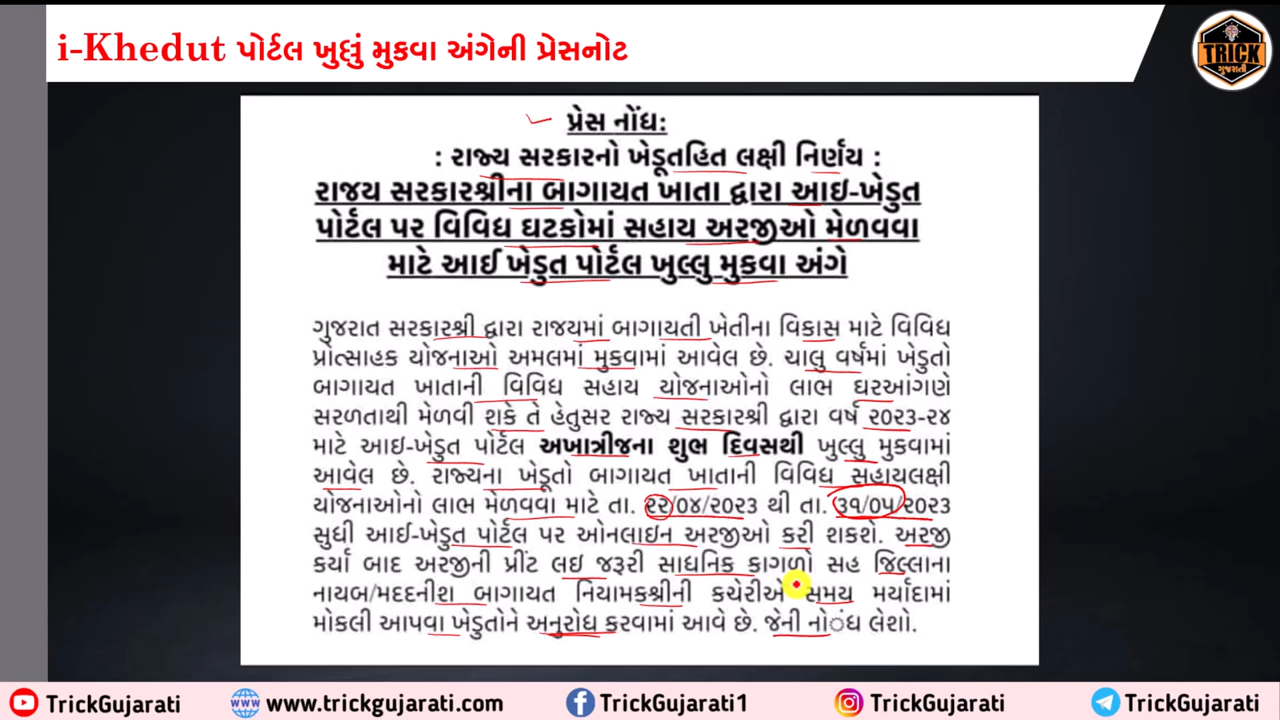 i-Khedut પોર્ટલ ખુલ્લું મુકવા અંગેની પ્રેસનોટ
TRICK
ગુજરાતી
પ્રેસ નોંધ:
: રાજ્ય સરકારનો ખેડૂતહિત લક્ષી નિર્ણય :
રાજય સરકારશ્રીના બાગાયત ખાતા દ્વારા આઇ-ખેડુત
પોર્ટલ પર વિવિધ ઘટકોમાં સહાય અરજીઓ મેળવવા
માટે આઈ ખેડુત પોર્ટલ ખુલ્લુ મુકવા અંગે
ગુજરાત સરકારશ્રી દ્વારા રાજયમાં બાગાયતી ખેતીના વિકાસ માટે વિવિધ
પ્રોત્સાહક યોજનાઓ અમલમાં મુકવામાં આવેલ છે. ચાલુ વર્ષમાં ખેડુતો
બાગાયત ખાતાની વિવિધ સહાય યોજનાઓનો લાભ ઘરઆંગણે
સરળતાથી મેળવી શકે તે હેતુસર રાજ્ય સરકારશ્રી દ્વારા વર્ષ ૨૦૨૩-૨૪
માટે આઇ-ખેડુત પોર્ટલ અખાત્રીજના શુભ દિવસથી ખુલ્લુ મુકવામાં
આવેલ છે. રાજ્યના ખેડૂતો બાગાયત ખાતાની વિવિધ સહાયલક્ષી
યોજનાઓનો લાભ મેળવવા માટે તા. ૨૨/૦૪/૨૦૨૩ થી તા. ૩૧/૦૫/૨૦૨૩
સુધી આઈ-ખેડુત પોર્ટલ પર ઓનલાઇન અરજીઓ કરી શકશે. અરજી
કર્યા બાદ અરજીની પ્રીંટ લઇ જરૂરી સાધનિક કાગળો સહ જિલ્લાના
નાયબ/મદદનીશ બાગાયત નિયામકશ્રીની કચેરીએ સમય મર્યાદામાં
મોકલી આપવા ખેડુતોને અનુરોધ કરવામાં આવે છે. જેની નોંધ લેશો.
TrickGujarati
www.trickgujarati.com
TrickGujarati1
TrickGujarati
TrickGujarati